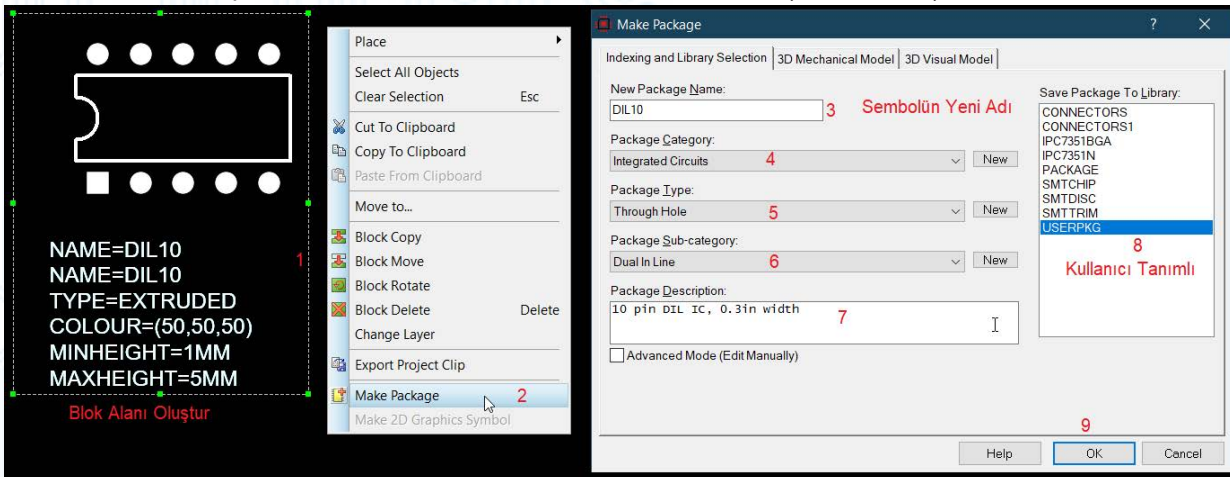 NAME=DIL10
NAME=DIL10
TYPE=EXTRUDED
COLOUR=(50,50,50)
MINHEIGHT=1MM
MAXHEIGHT=5MM
1
Blok Alanı Oluştur
Place
Select All Objects
Clear Selection Esc
Cut To Clipboard
Copy To Clipboard
Paste From Clipboard
Move to...
Block Copy
Block Move
Block Rotate
Block Delete Delete
Change Layer
Export Project Clip
Make Package 2
Make 2D Graphics Symbol
Make Package ? X
Indexing and Library Selection 3D Mechanical Model 3D Visual Model
New Package Name:
DIL10 3 Sembolün Yeni Adı
Package Category:
Integrated Circuits 4 New
Package Type:
Through Hole 5 New
Package Sub-category:
Dual In Line 6 New
Package Description:
10 pin DIL IC, 0.3in width 7
Advanced Mode (Edit Manually)
Save Package To Library:
CONNECTORS
CONNECTORS1
IPC7351BGA
IPC7351N
PACKAGE
SMTCHIP
SMTDISC
SMTTRIM
USERPKG
8
Kullanıcı Tanımlı
9
Help OK Cancel